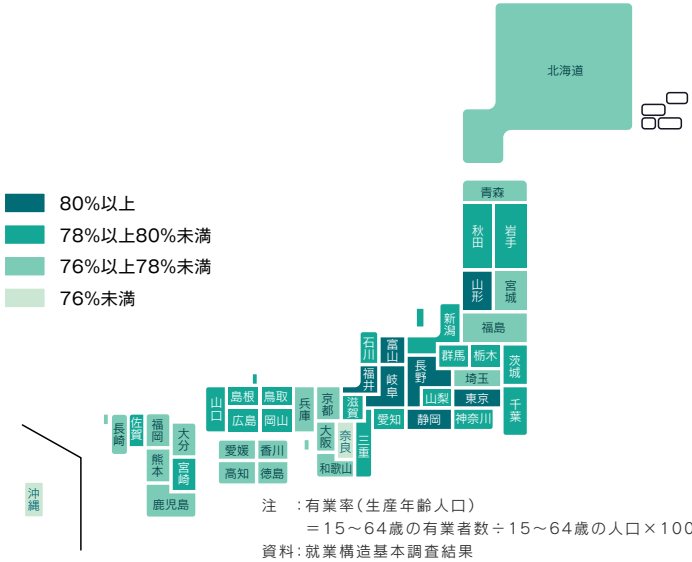 北海道
80%以上
78%以上80%未満
76%以上78%未満
76%未満
青森
秋田
岩手
山形
宮城
新潟
福島
石川
富山
群馬
栃木
茨城
福井
岐阜
長野
埼玉
山梨
東京
千葉
山口
島根
鳥取
兵庫
京都
滋賀
広島
岡山
愛知
静岡
神奈川
長崎
佐賀
福岡
大分
大阪
奈良
三重
愛媛
香川
熊本
宮崎
高知
徳島
和歌山
沖縄
鹿児島
注 :有業率(生産年齢人口)
=15~64歳の有業者数÷15~64歳の人口×100
資料:就業構造基本調査結果